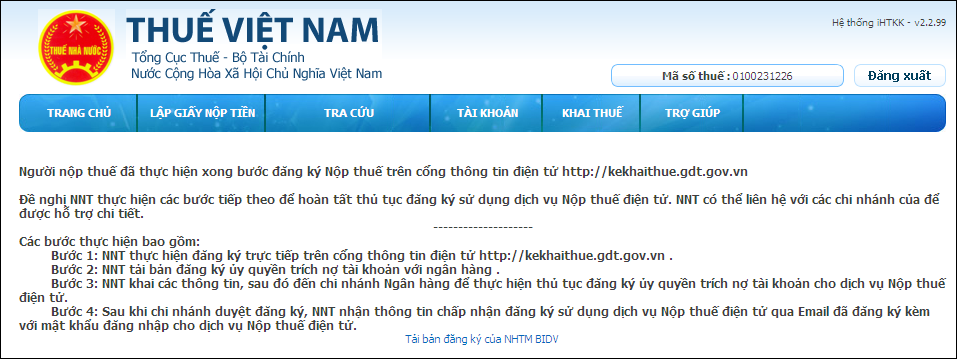 Hệ thống iHTKK - v2.2.99
THUẾ NHÀ NƯỚC
THUẾ VIỆT NAM
Tổng Cục Thuế - Bộ Tài Chính
Nước Cộng Hòa Xã Hội Chủ Nghĩa Việt Nam
Mã số thuế : 0100231226
Đăng xuất
TRANG CHỦ LẬP GIẤY NỘP TIỀN TRA CỨU TÀI KHOẢN KHAI THUẾ TRỢ GIÚP
Người nộp thuế đã thực hiện xong bước đăng ký Nộp thuế trên cổng thông tin điện tử http://kekhaithue.gdt.gov.vn
Đề nghị NNT thực hiện các bước tiếp theo để hoàn tất thủ tục đăng ký sử dụng dịch vụ Nộp thuế điện tử. NNT có thể liên hệ với các chi nhánh của để
được hỗ trợ chi tiết.
--------------------
Các bước thực hiện bao gồm:
Bước 1: NNT thực hiện đăng ký trực tiếp trên cổng thông tin điện tử http://kekhaithue.gdt.gov.vn .
Bước 2: NNT tải bản đăng ký ủy quyền trích nợ tài khoản với ngân hàng .
Bước 3: NNT khai các thông tin, sau đó đến chi nhánh Ngân hàng để thực hiện thủ tục đăng ký ủy quyền trích nợ tài khoản cho dịch vụ Nộp thuế
điện tử.
Bước 4: Sau khi chi nhánh duyệt đăng ký, NNT nhận thông tin chấp nhận đăng ký sử dụng dịch vụ Nộp thuế điện tử qua Email đã đăng ký kèm
với mật khẩu đăng nhập cho dịch vụ Nộp thuế điện tử.
Tải bản đăng ký của NHTM BIDV